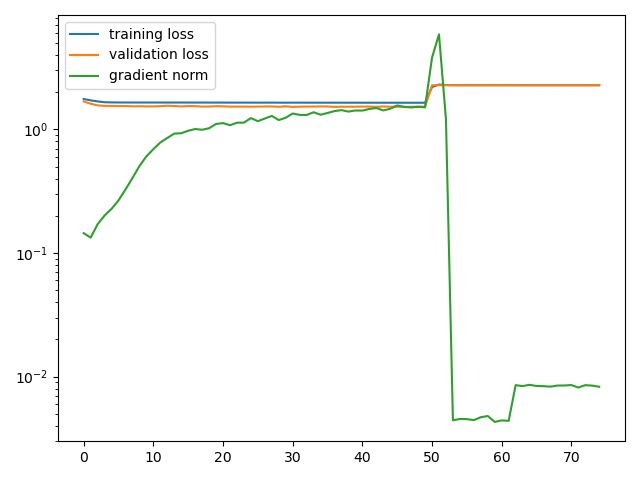 training loss
validation loss
gradient norm
10⁰
10⁻¹
10⁻²
0 10 20 30 40 50 60 70